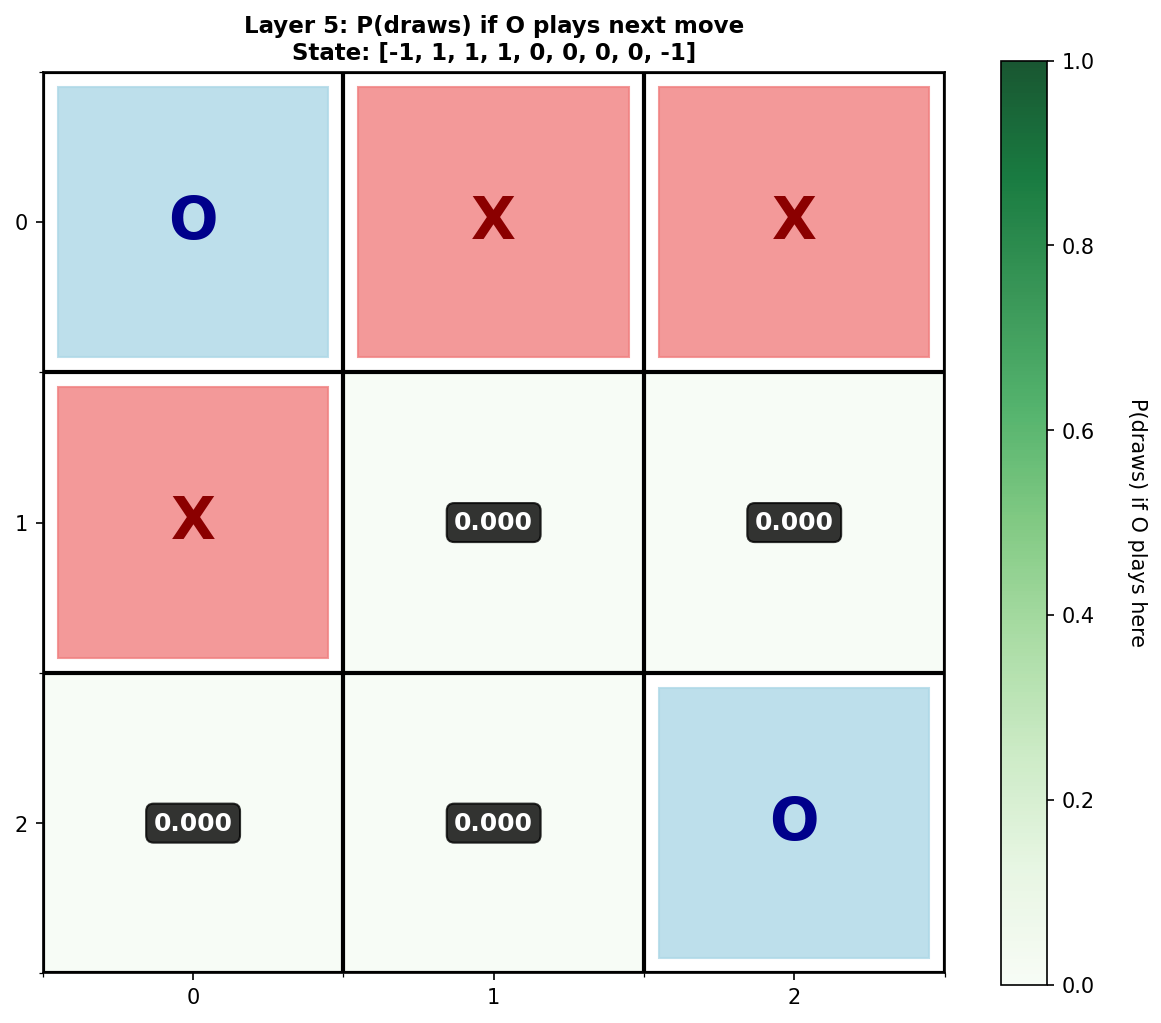 Layer 5: P(draws) if O plays next move
State: [-1, 1, 1, 1, 0, 0, 0, 0, -1]
0
O
X
X
1
X
0.000
0.000
2
0.000
0.000
O
0
1
2
1.0
0.8
0.6
0.4
0.2
0.0
P(draws) if O plays here